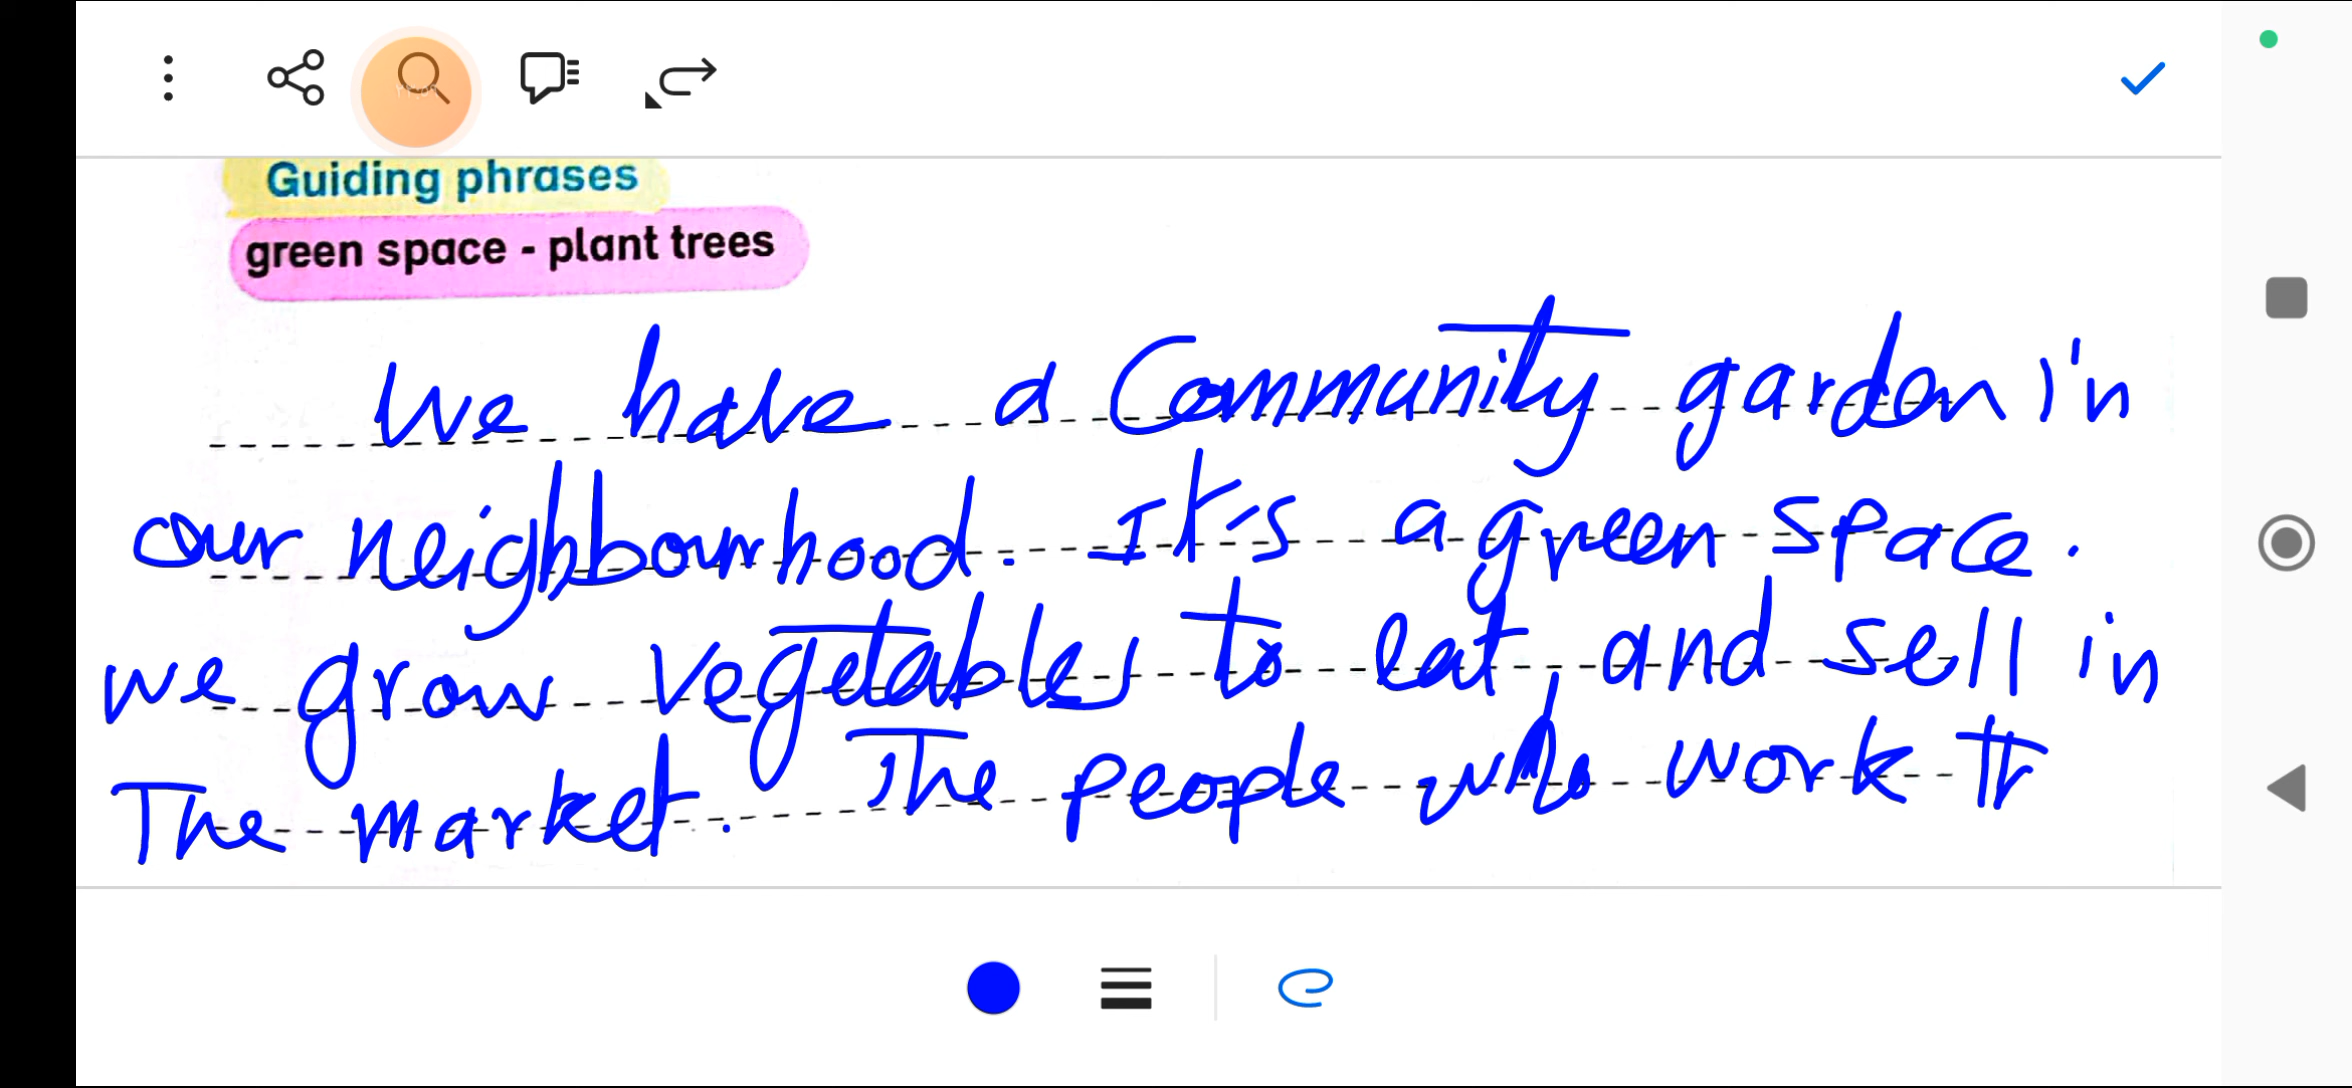 Guiding phrases
green space - plant trees
We have a Community garden in
our neighbourhood. It's a green space.
we grow vegetables to eat and sell in
The market. The people who work